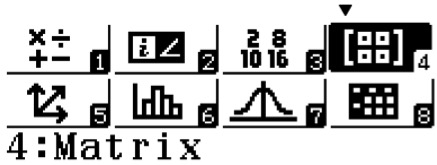 ×÷ +− 1 i∠ 2 2 8 10 16 3 [ ] 4
5 6 7 8
4:Matrix